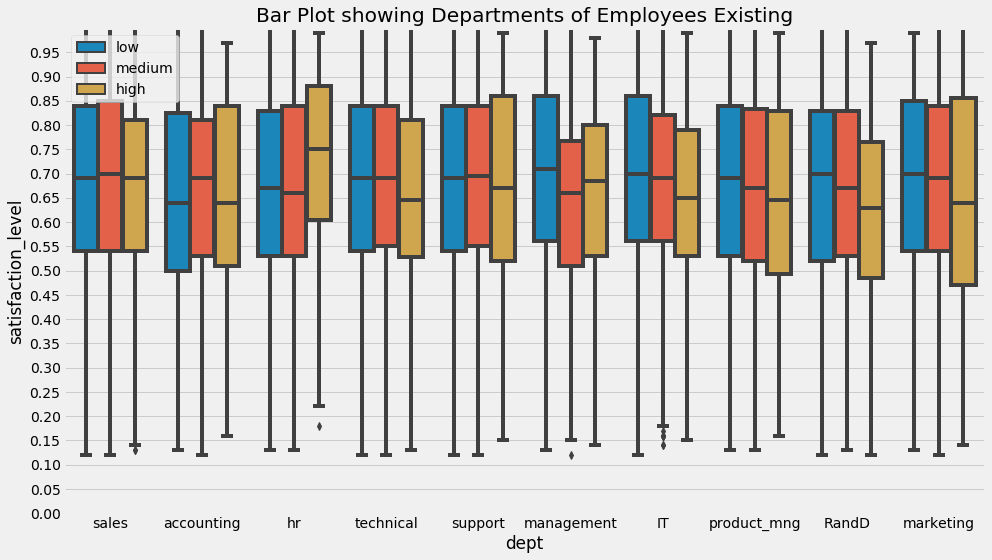 Bar Plot showing Departments of Employees Existing
low
medium
high
0.95
0.90
0.85
0.80
0.75
0.70
0.65
0.60
0.55
0.50
0.45
0.40
0.35
0.30
0.25
0.20
0.15
0.10
0.05
0.00
satisfaction_level
sales accounting hr technical support management IT product_mng RandD marketing
dept